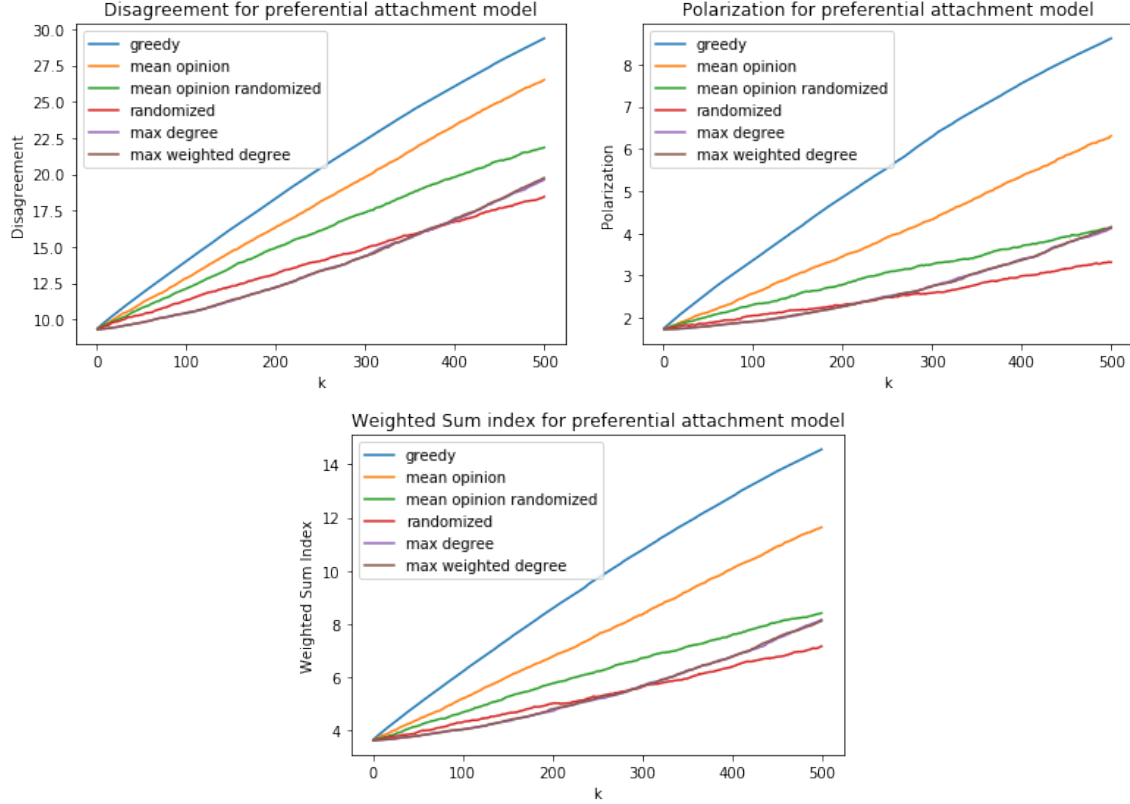 Disagreement for preferential attachment model
30.0
27.5
25.0
22.5
20.0
17.5
15.0
12.5
10.0
Disagreement
greedy
mean opinion
mean opinion randomized
randomized
max degree
max weighted degree
0 100 200 300 400 500
k
Polarization for preferential attachment model
8
7
6
5
4
3
2
Polarization
greedy
mean opinion
mean opinion randomized
randomized
max degree
max weighted degree
0 100 200 300 400 500
k
Weighted Sum index for preferential attachment model
14
12
10
8
6
4
Weighted Sum Index
greedy
mean opinion
mean opinion randomized
randomized
max degree
max weighted degree
0 100 200 300 400 500
k